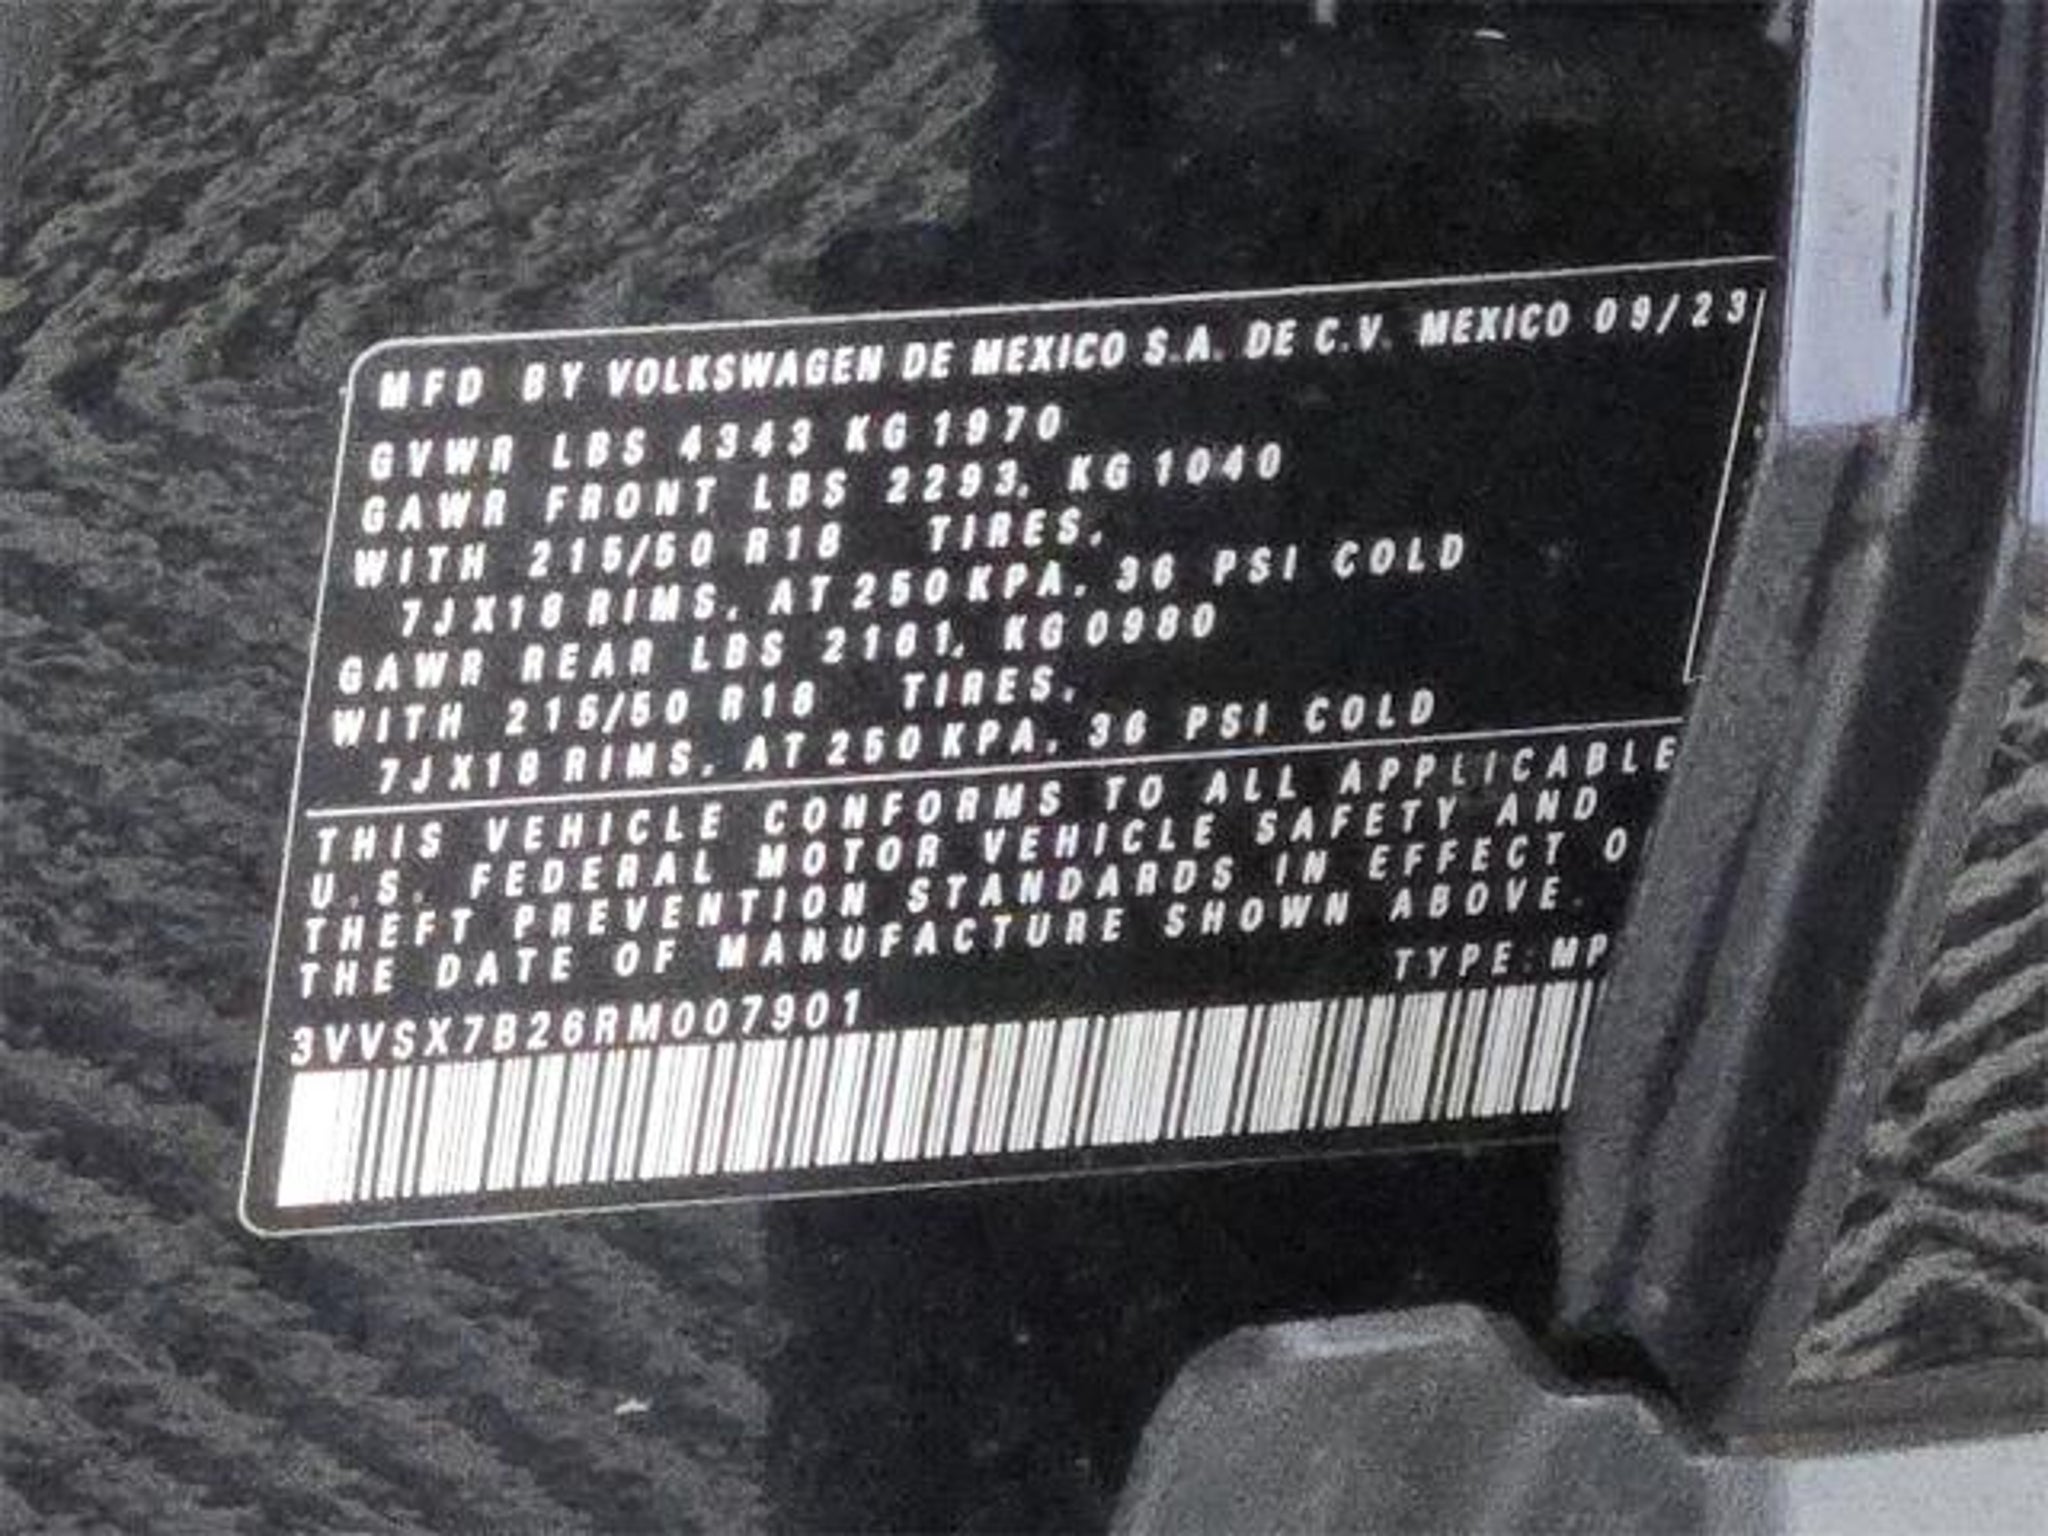 MFD BY VOLKSWAGEN DE MEXICO S.A. DE C.V. MEXICO 09/23
GVWR LBS 4343 KG 1970
GAWR FRONT LBS 2293, KG 1040
WITH 215/50 R18 TIRES,
7JX18 RIMS, AT 250 KPA, 36 PSI COLD
GAWR REAR LBS 2161, KG 0980
WITH 215/50 R18 TIRES,
7JX18 RIMS, AT 250 KPA, 36 PSI COLD
THIS VEHICLE CONFORMS TO ALL APPLICABLE
U.S. FEDERAL MOTOR VEHICLE SAFETY AND
THEFT PREVENTION STANDARDS IN EFFECT O
THE DATE OF MANUFACTURE SHOWN ABOVE.
TYPE: MP
3VVSX7B26RM007901